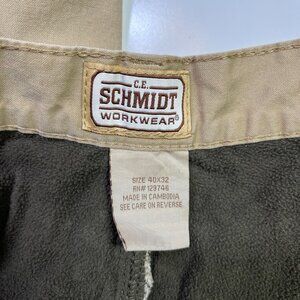 C.E.
SCHMIDT
WORKWEAR®
SIZE 40X32
RN# 129746
MADE IN CAMBODIA
SEE CARE ON REVERSE